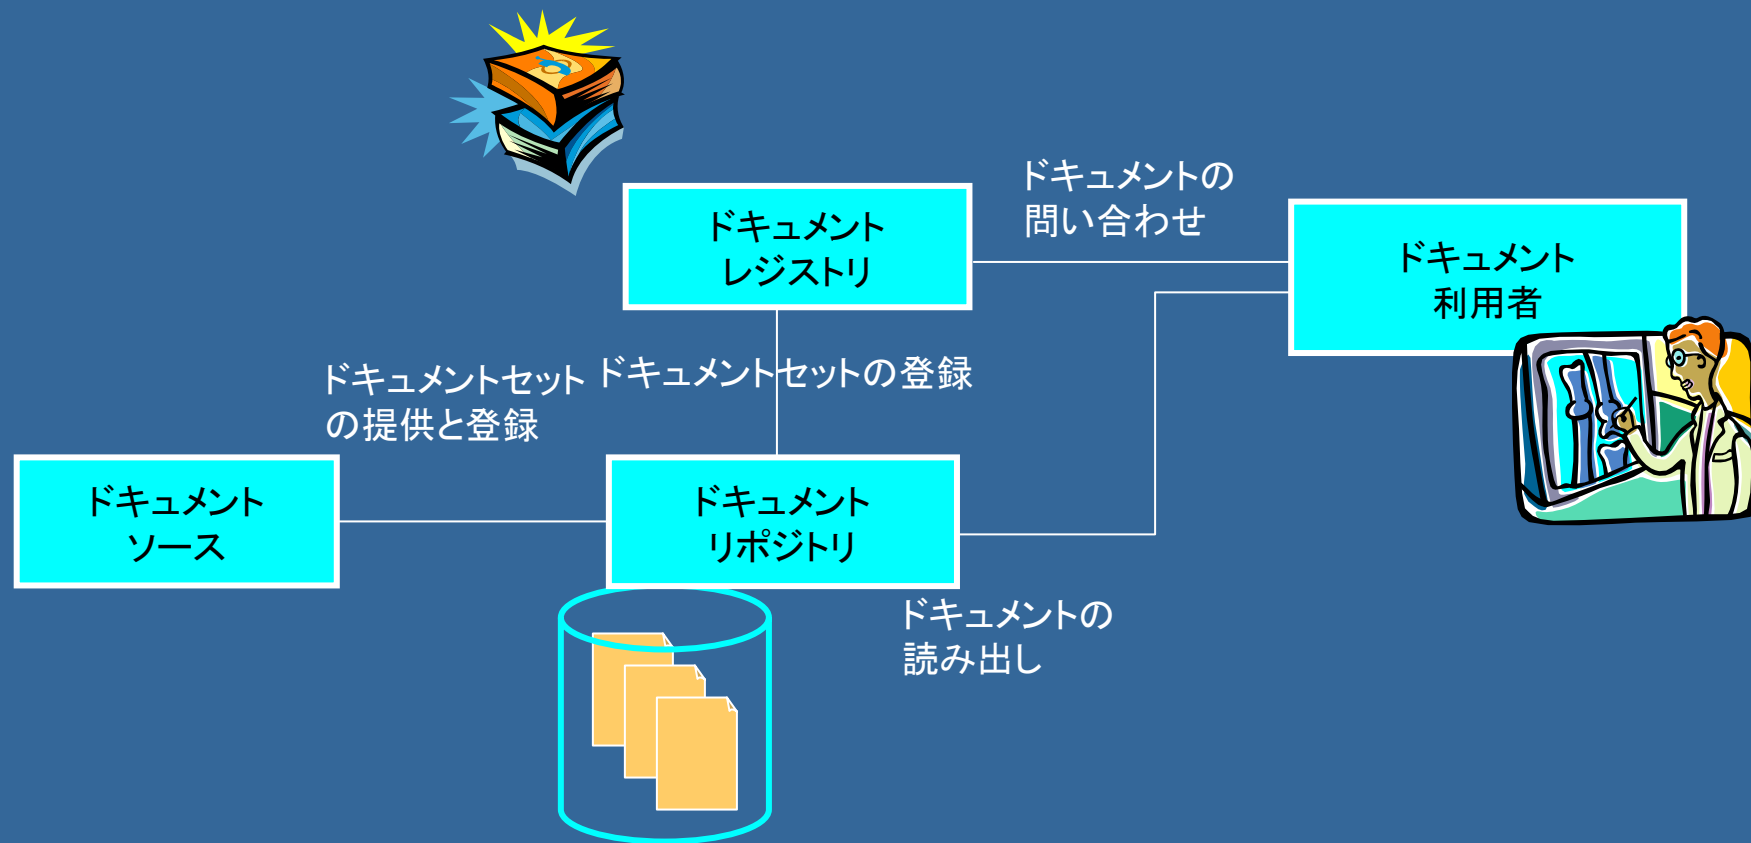 ドキュメント
レジストリ
ドキュメントの
問い合わせ
ドキュメント
利用者
ドキュメントセット
の提供と登録
ドキュメントセットの登録
ドキュメント
ソース
ドキュメント
リポジトリ
ドキュメントの
読み出し